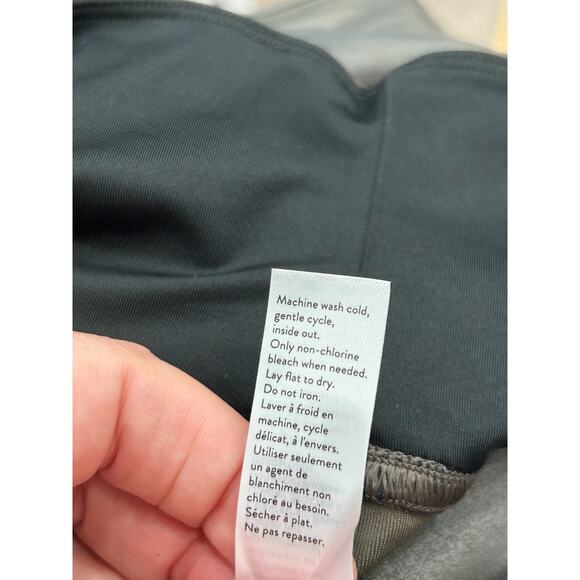 Machine wash cold,
gentle cycle,
inside out.
Only non-chlorine
bleach when needed.
Lay flat to dry.
Do not iron.
Laver à froid en
machine, cycle
délicat, à l'envers.
Utiliser seulement
un agent de
blanchiment non
chloré au besoin.
Sécher à plat.
Ne pas repasser.